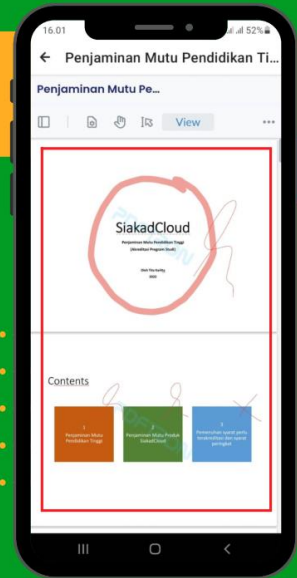 16.01
52%
Penjaminan Mutu Pendidikan Ti...
Penjaminan Mutu Pe...
View
SiakadCloud
Penjaminan Mutu Pendidikan Tinggi
(Akreditasi Program Studi)
2022
Contents
1
Penjaminan Mutu
Pendidikan Tinggi
2
Penjaminan Mutu Produk
SiakadCloud
3
Pemenuhan syarat perlu
terakreditasi dan syarat
peringkat